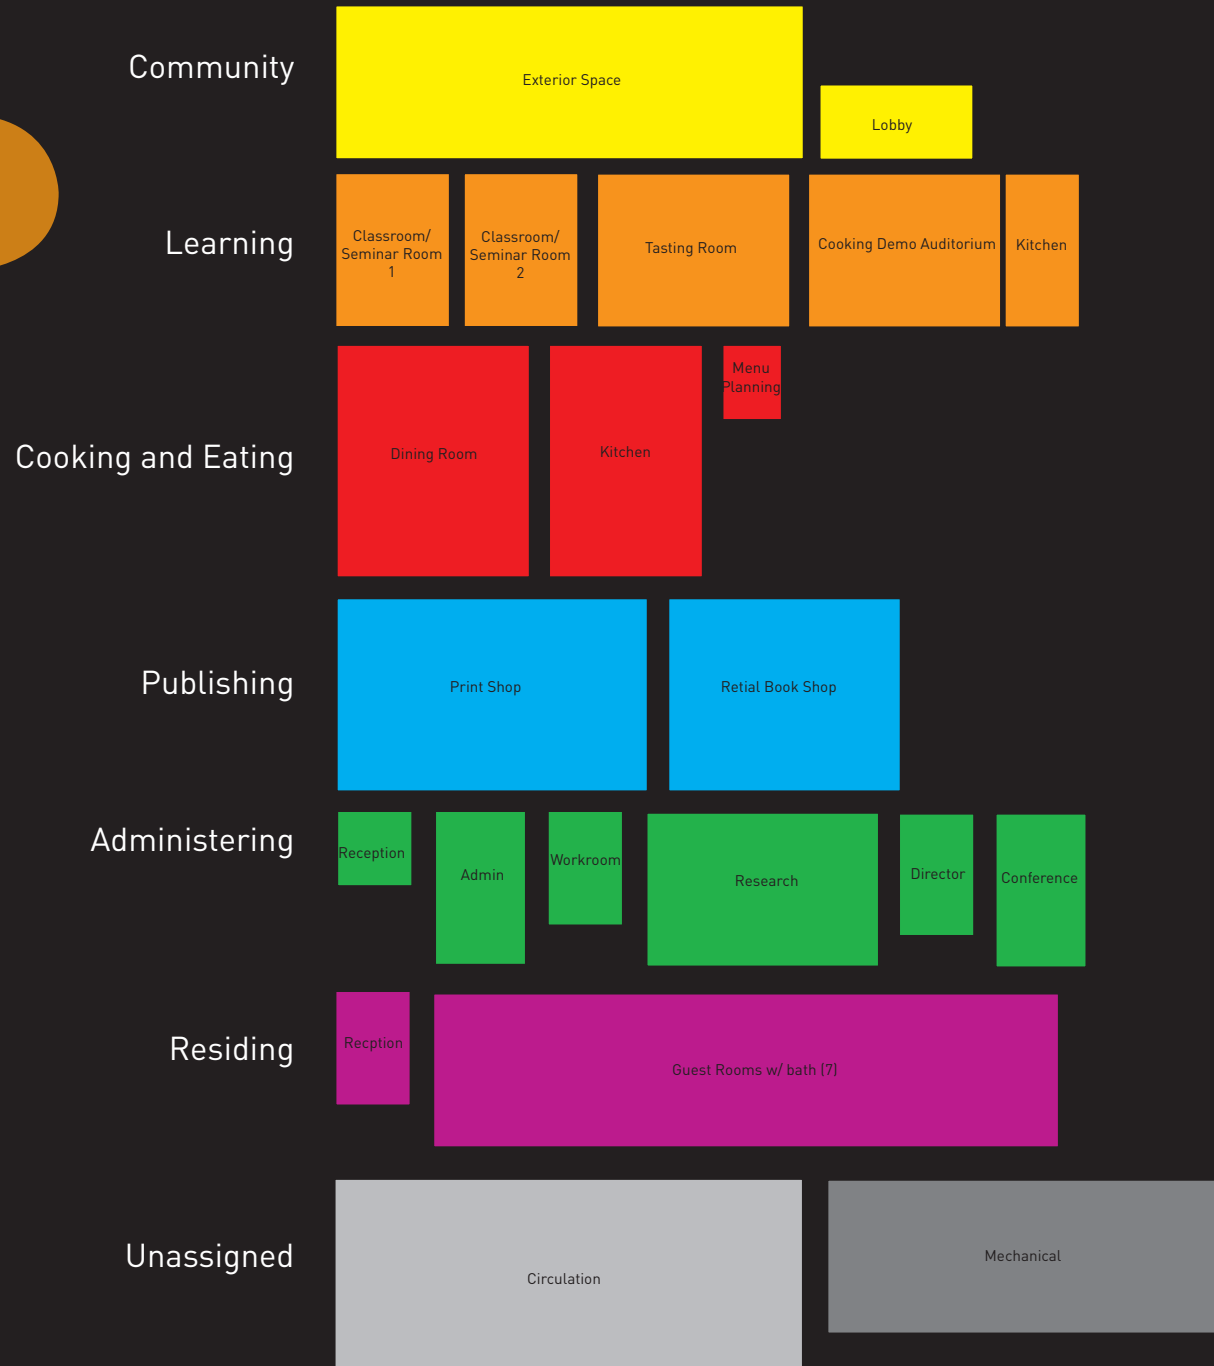 Community
Exterior Space
Lobby
Learning
Classroom/
Seminar Room
1
Classroom/
Seminar Room
2
Tasting Room
Cooking Demo Auditorium
Kitchen
Cooking and Eating
Dining Room
Kitchen
Menu
Planning
Publishing
Print Shop
Retial Book Shop
Administering
Reception
Admin
Workroom
Research
Director
Conference
Residing
Recption
Guest Rooms w/ bath (7)
Unassigned
Circulation
Mechanical